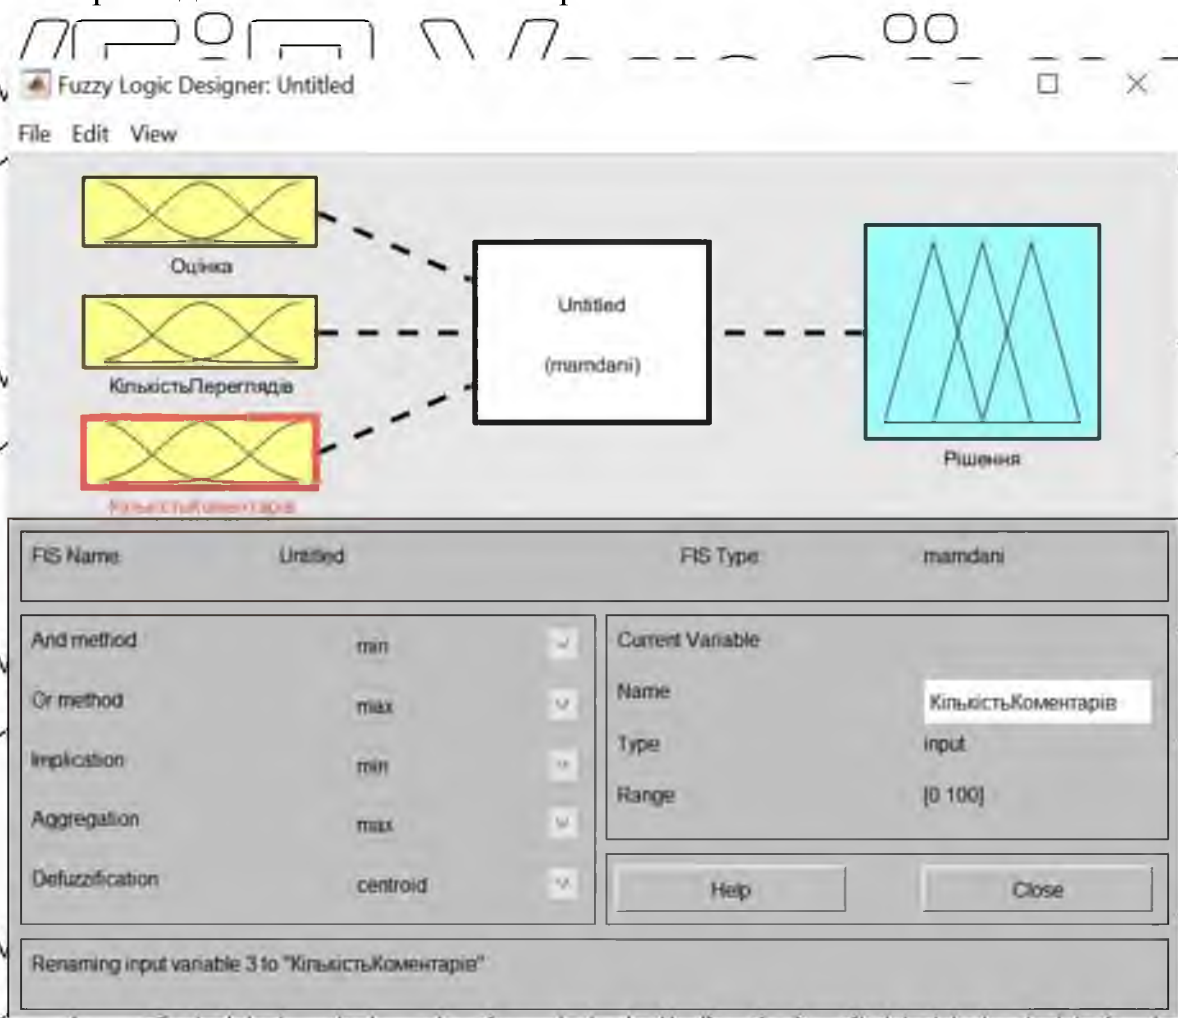 Fuzzy Logic Designer: Untitled
File Edit View
Оцінка
КількістьПереглядів
КількістьКоментарів
Untitled
(mamdani)
Рішення
FIS Name Untitled FIS Type mamdani
And method min
Or method max
Implication min
Aggregation max
Defuzzification centroid
Current Variable
Name КількістьКоментарів
Type input
Range [0 100]
Help Close
Renaming input variable 3 to "КількістьКоментарів"